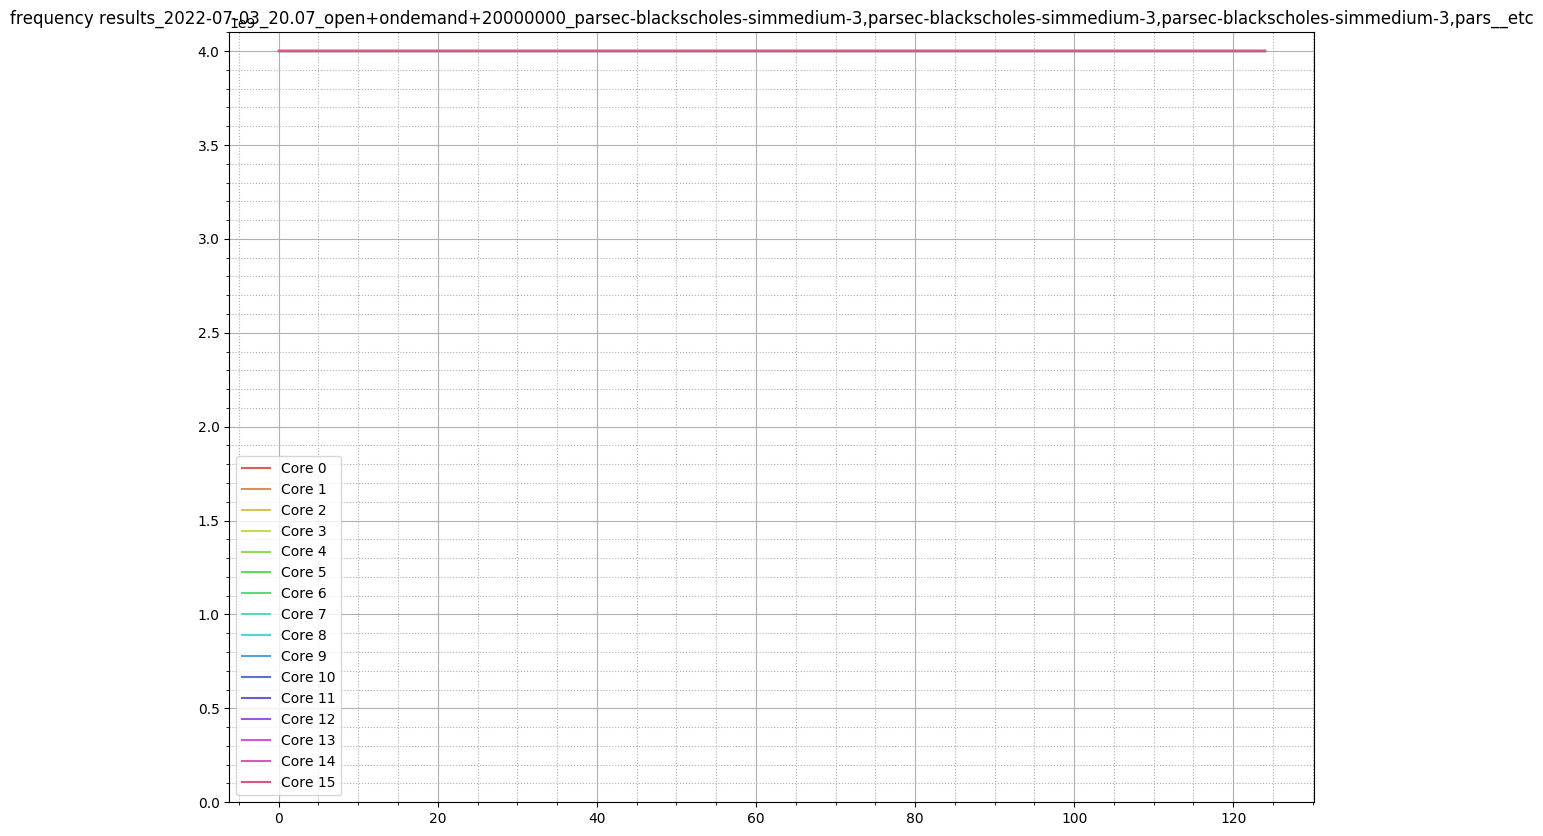 frequency results_2022-07-03_20.07_open+ondemand+20000000_parsec-blackscholes-simmedium-3,parsec-blackscholes-simmedium-3,parsec-blackscholes-simmedium-3,pars__etc
1e9
4.0
3.5
3.0
2.5
2.0
1.5
1.0
0.5
0.0
Core 0
Core 1
Core 2
Core 3
Core 4
Core 5
Core 6
Core 7
Core 8
Core 9
Core 10
Core 11
Core 12
Core 13
Core 14
Core 15
0 20 40 60 80 100 120